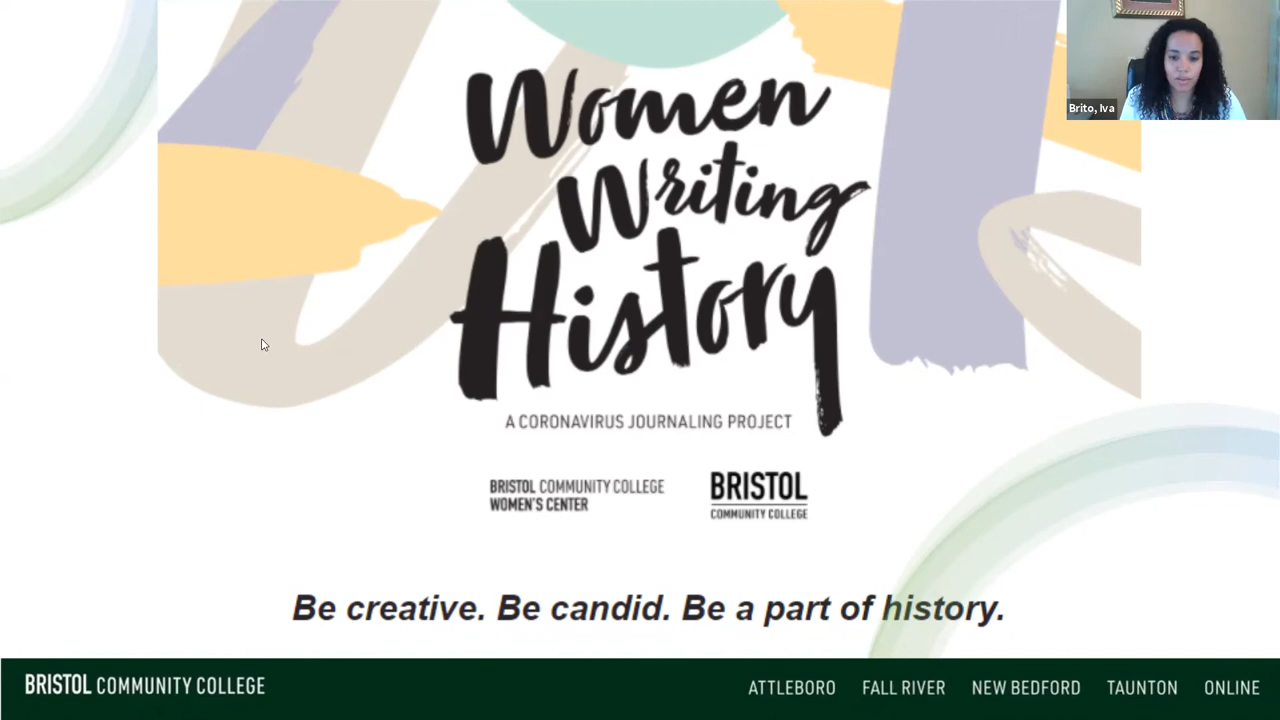 Women
Writing
History
A CORONAVIRUS JOURNALING PROJECT
BRISTOL COMMUNITY COLLEGE
WOMEN'S CENTER
BRISTOL
COMMUNITY COLLEGE
Be creative. Be candid. Be a part of history.
BRISTOL COMMUNITY COLLEGE
ATTLEBORO FALL RIVER NEW BEDFORD TAUNTON ONLINE
Brito, Iva